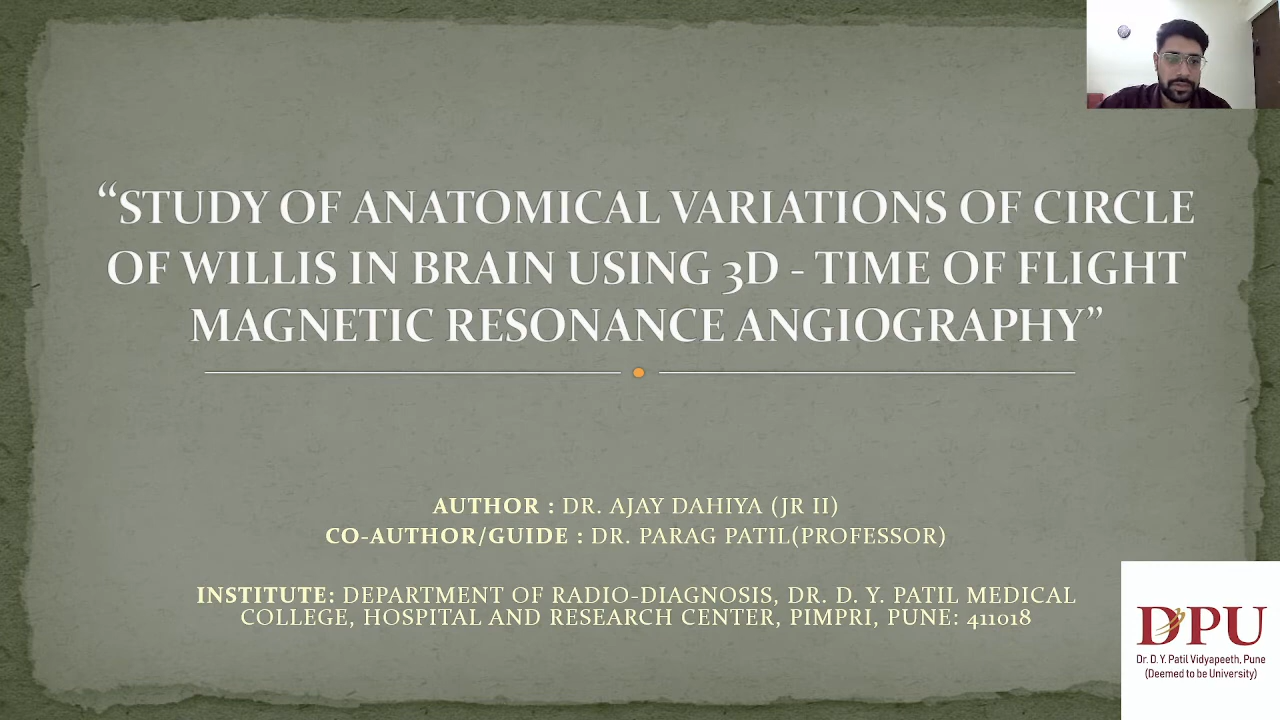 “STUDY OF ANATOMICAL VARIATIONS OF CIRCLE
OF WILLIS IN BRAIN USING 3D - TIME OF FLIGHT
MAGNETIC RESONANCE ANGIOGRAPHY”
AUTHOR : DR. AJAY DAHIYA (JR II)
CO-AUTHOR/GUIDE : DR. PARAG PATIL(PROFESSOR)
INSTITUTE: DEPARTMENT OF RADIO-DIAGNOSIS, DR. D. Y. PATIL MEDICAL
COLLEGE, HOSPITAL AND RESEARCH CENTER, PIMPRI, PUNE: 411018
DPU
Dr. D. Y. Patil Vidyapeeth, Pune
(Deemed to be University)